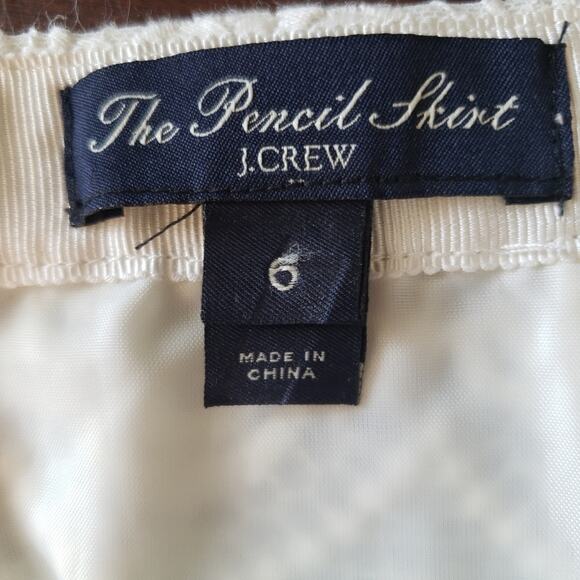 The Pencil Skirt
J.CREW
6
MADE IN
CHINA